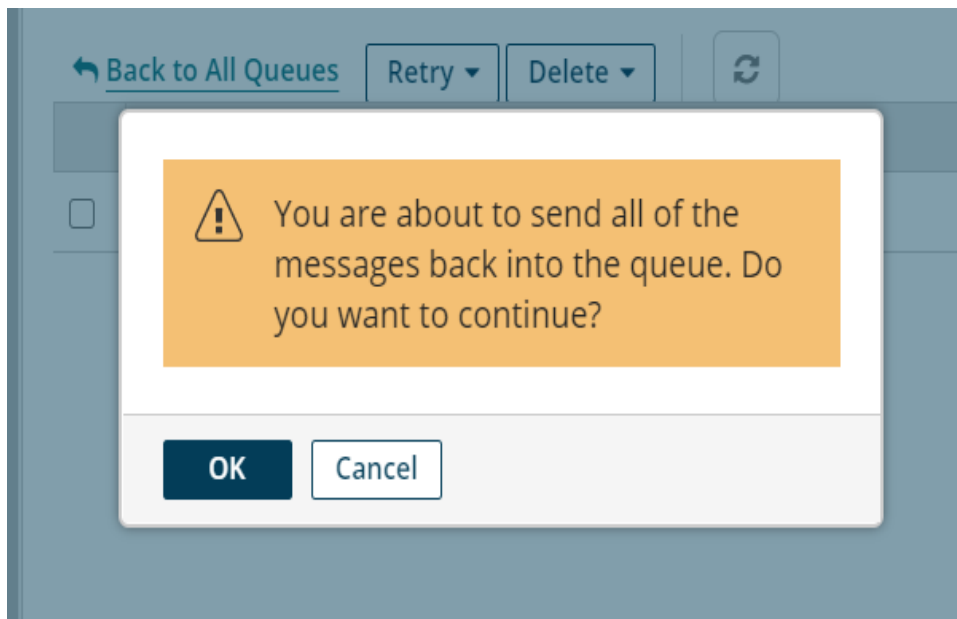 Back to All Queues Retry Delete
You are about to send all of the
messages back into the queue. Do
you want to continue?
OK Cancel